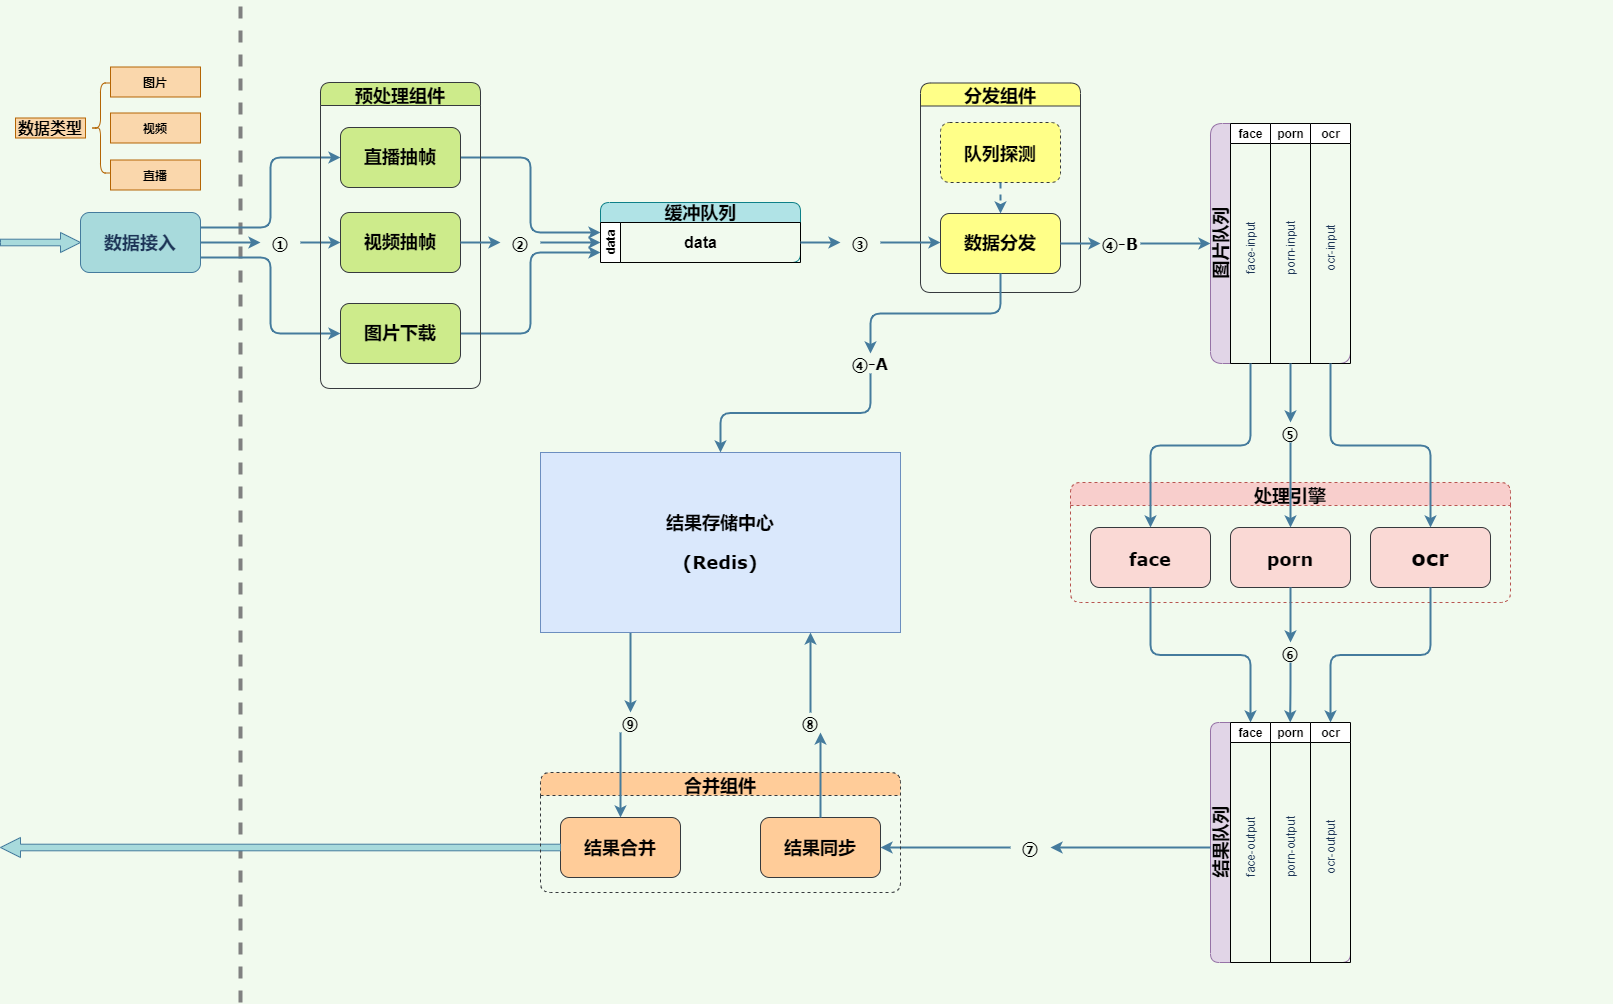 数据类型
图片
视频
直播
数据接入
①
预处理组件
直播抽帧
视频抽帧
图片下载
②
缓冲队列
data
data
③
分发组件
队列探测
数据分发
④-A
④-B
图片队列
face
porn
ocr
face-input
porn-input
ocr-input
⑤
处理引擎
face
porn
ocr
⑥
结果队列
face
porn
ocr
face-output
porn-output
ocr-output
⑦
合并组件
结果同步
⑧
结果存储中心
(Redis)
⑨
结果合并